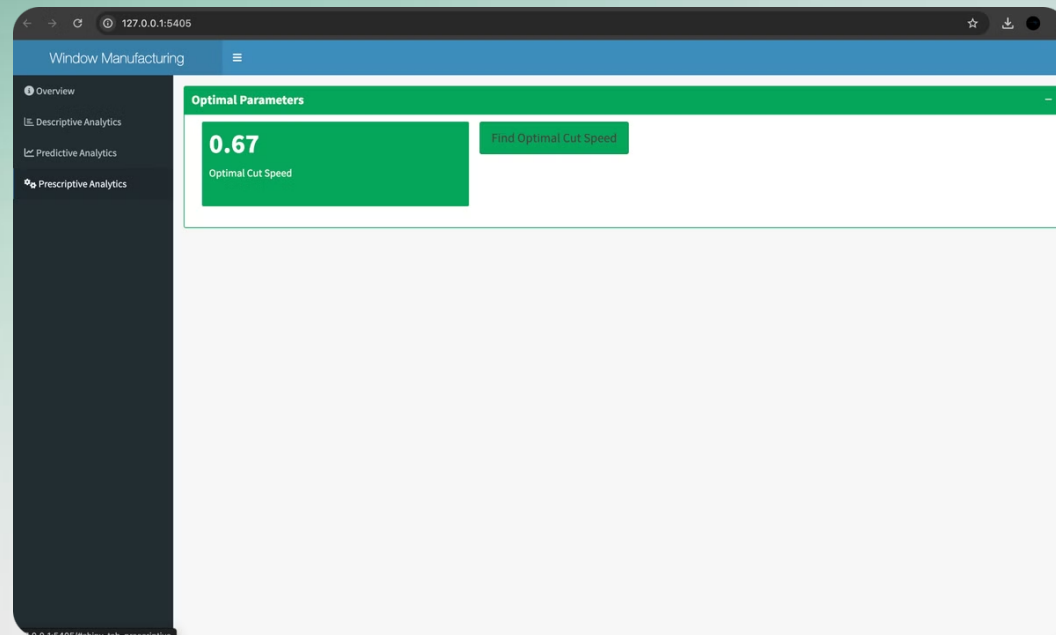 127.0.0.1:5405
Window Manufacturing
Overview
Descriptive Analytics
Predictive Analytics
Prescriptive Analytics
Optimal Parameters
0.67
Optimal Cut Speed
Find Optimal Cut Speed